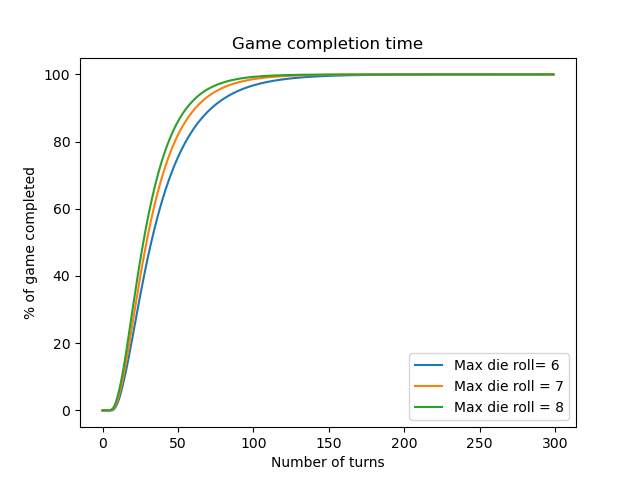 Game completion time
% of game completed
100
80
60
40
20
0
Max die roll= 6
Max die roll = 7
Max die roll = 8
0 50 100 150 200 250 300
Number of turns